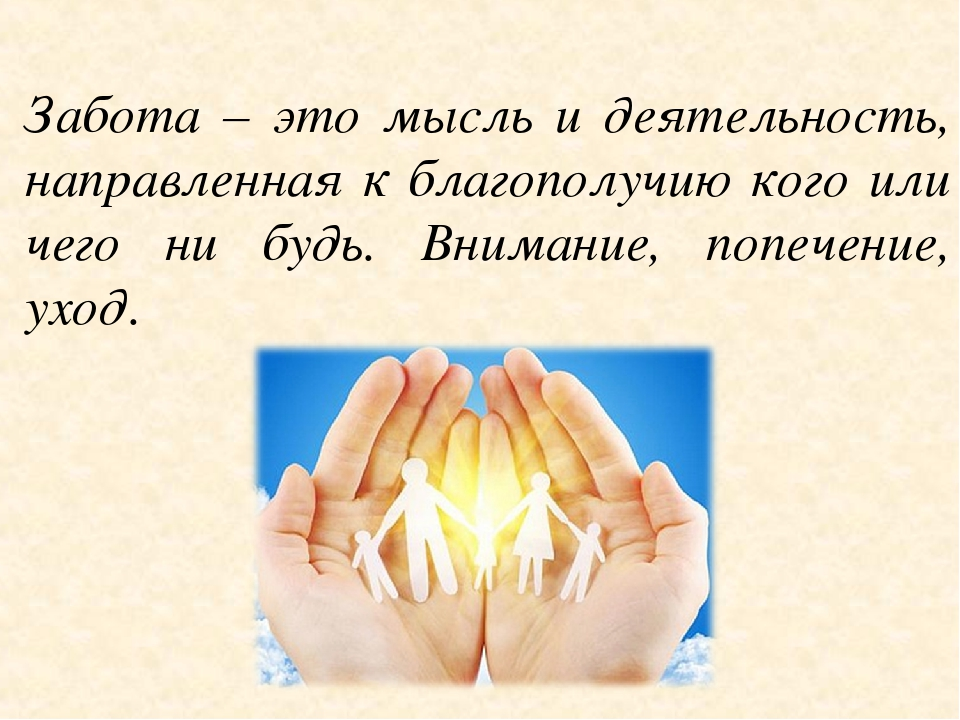 Забота – это мысль и деятельность,
направленная к благополучию кого или
чего ни будь. Внимание, попечение,
уход.